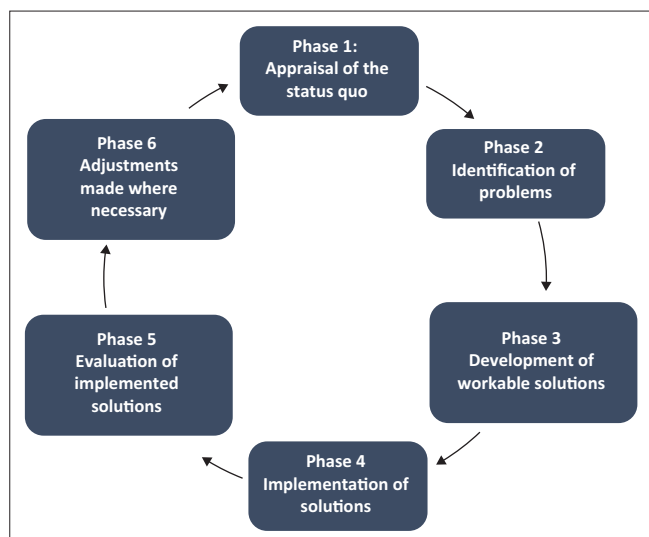 Phase 1:
Appraisal of the
status quo
Phase 2
Identification of
problems
Phase 3
Development of
workable solutions
Phase 4
Implementation of
solutions
Phase 5
Evaluation of
implemented
solutions
Phase 6
Adjustments
made where
necessary